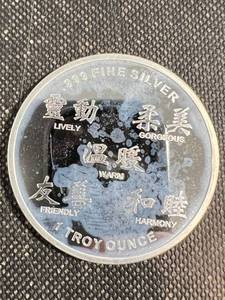 .999 FINE SILVER
靈動
LIVELY
柔美
GORGEOUS
温暖
WARM
友善
FRIENDLY
和睦
HARMONY
1 TROY OUNCE